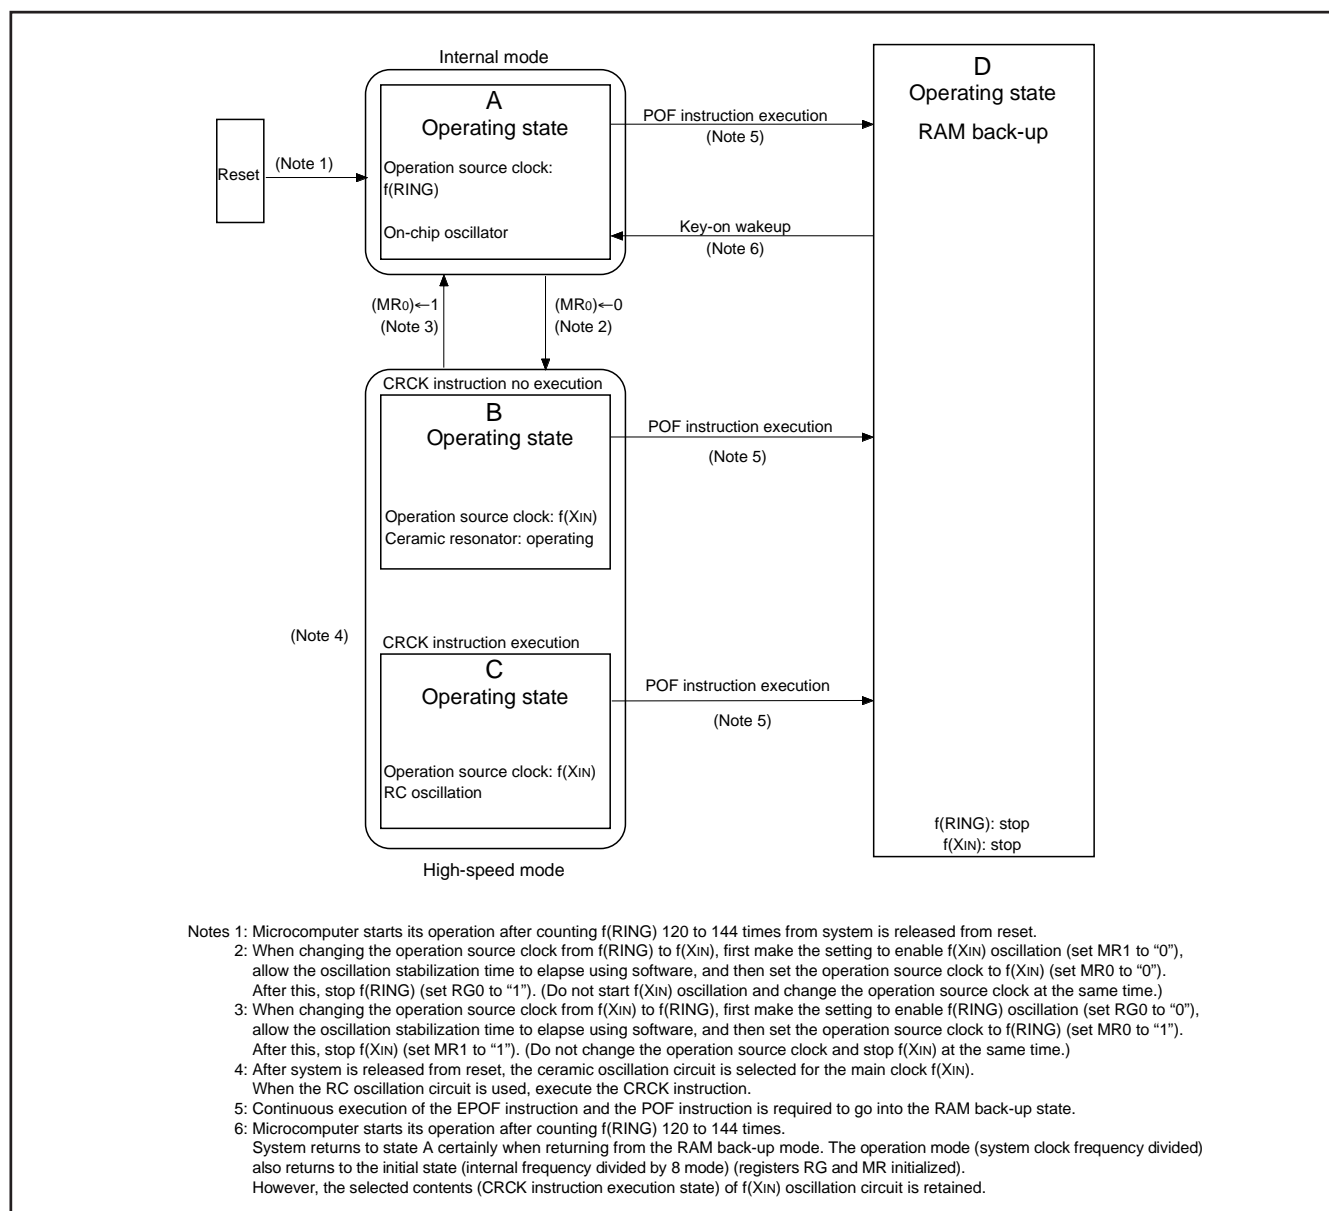 Internal mode
A
Operating state
Operation source clock:
f(RING)
On-chip oscillator
Reset
(Note 1)
POF instruction execution
(Note 5)
Key-on wakeup
(Note 6)
D
Operating state
RAM back-up
(MR0)←1
(Note 3)
(MR0)←0
(Note 2)
CRCK instruction no execution
B
Operating state
Operation source clock: f(XIN)
Ceramic resonator: operating
POF instruction execution
(Note 5)
(Note 4)
CRCK instruction execution
C
Operating state
Operation source clock: f(XIN)
RC oscillation
POF instruction execution
(Note 5)
f(RING): stop
f(XIN): stop
High-speed mode
Notes 1: Microcomputer starts its operation after counting f(RING) 120 to 144 times from system is released from reset.
2: When changing the operation source clock from f(RING) to f(XIN), first make the setting to enable f(XIN) oscillation (set MR1 to “0”),
allow the oscillation stabilization time to elapse using software, and then set the operation source clock to f(XIN) (set MR0 to “0”).
After this, stop f(RING) (set RG0 to “1”). (Do not start f(XIN) oscillation and change the operation source clock at the same time.)
3: When changing the operation source clock from f(XIN) to f(RING), first make the setting to enable f(RING) oscillation (set RG0 to “0”),
allow the oscillation stabilization time to elapse using software, and then set the operation source clock to f(RING) (set MR0 to “1”).
After this, stop f(XIN) (set MR1 to “1”). (Do not change the operation source clock and stop f(XIN) at the same time.)
4: After system is released from reset, the ceramic oscillation circuit is selected for the main clock f(XIN).
When the RC oscillation circuit is used, execute the CRCK instruction.
5: Continuous execution of the EPOF instruction and the POF instruction is required to go into the RAM back-up state.
6: Microcomputer starts its operation after counting f(RING) 120 to 144 times.
System returns to state A certainly when returning from the RAM back-up mode. The operation mode (system clock frequency divided)
also returns to the initial state (internal frequency divided by 8 mode) (registers RG and MR initialized).
However, the selected contents (CRCK instruction execution state) of f(XIN) oscillation circuit is retained.